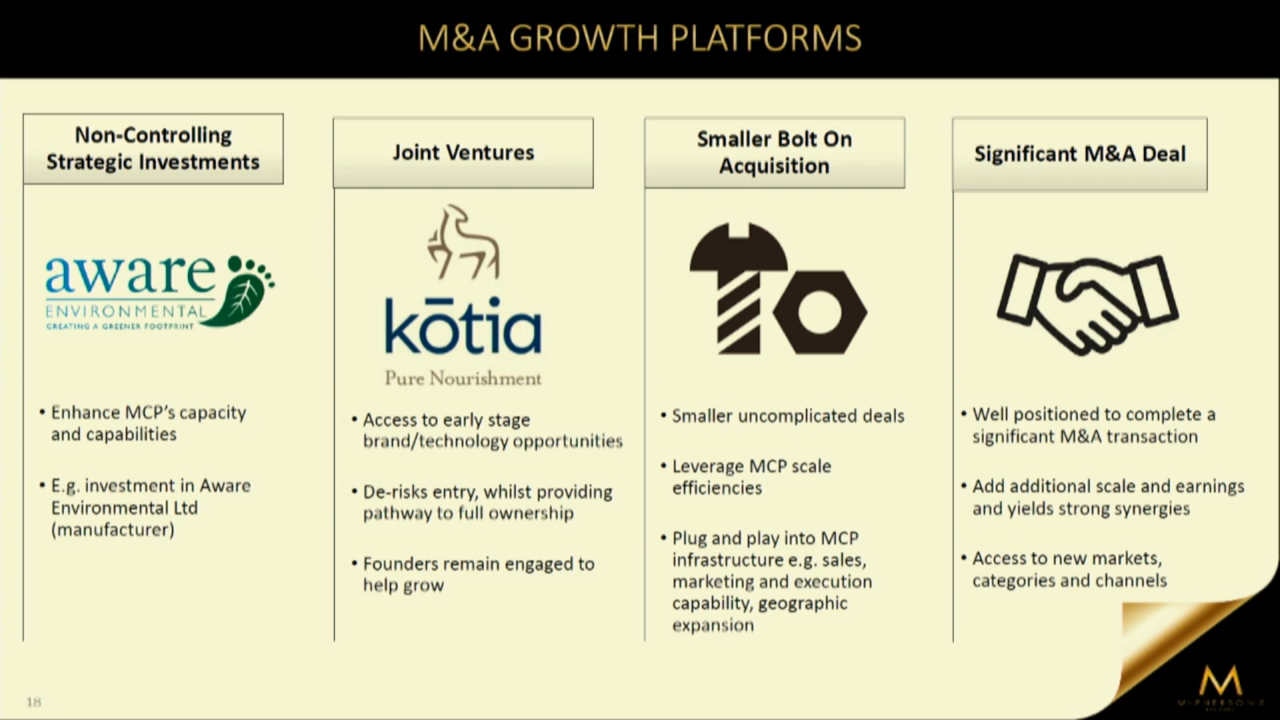 M&A GROWTH PLATFORMS
Non-Controlling
Strategic Investments
aware
ENVIRONMENTAL
CREATING A GREENER FOOTPRINT
• Enhance MCP's capacity
and capabilities
• E.g. investment in Aware
Environmental Ltd
(manufacturer)
Joint Ventures
kōtia
Pure Nourishment
• Access to early stage
brand/technology opportunities
• De-risks entry, whilst providing
pathway to full ownership
• Founders remain engaged to
help grow
Smaller Bolt On
Acquisition
• Smaller uncomplicated deals
• Leverage MCP scale
efficiencies
• Plug and play into MCP
infrastructure e.g. sales,
marketing and execution
capability, geographic
expansion
Significant M&A Deal
• Well positioned to complete a
significant M&A transaction
• Add additional scale and earnings
and yields strong synergies
• Access to new markets,
categories and channels
18
M
McPHERSON'S